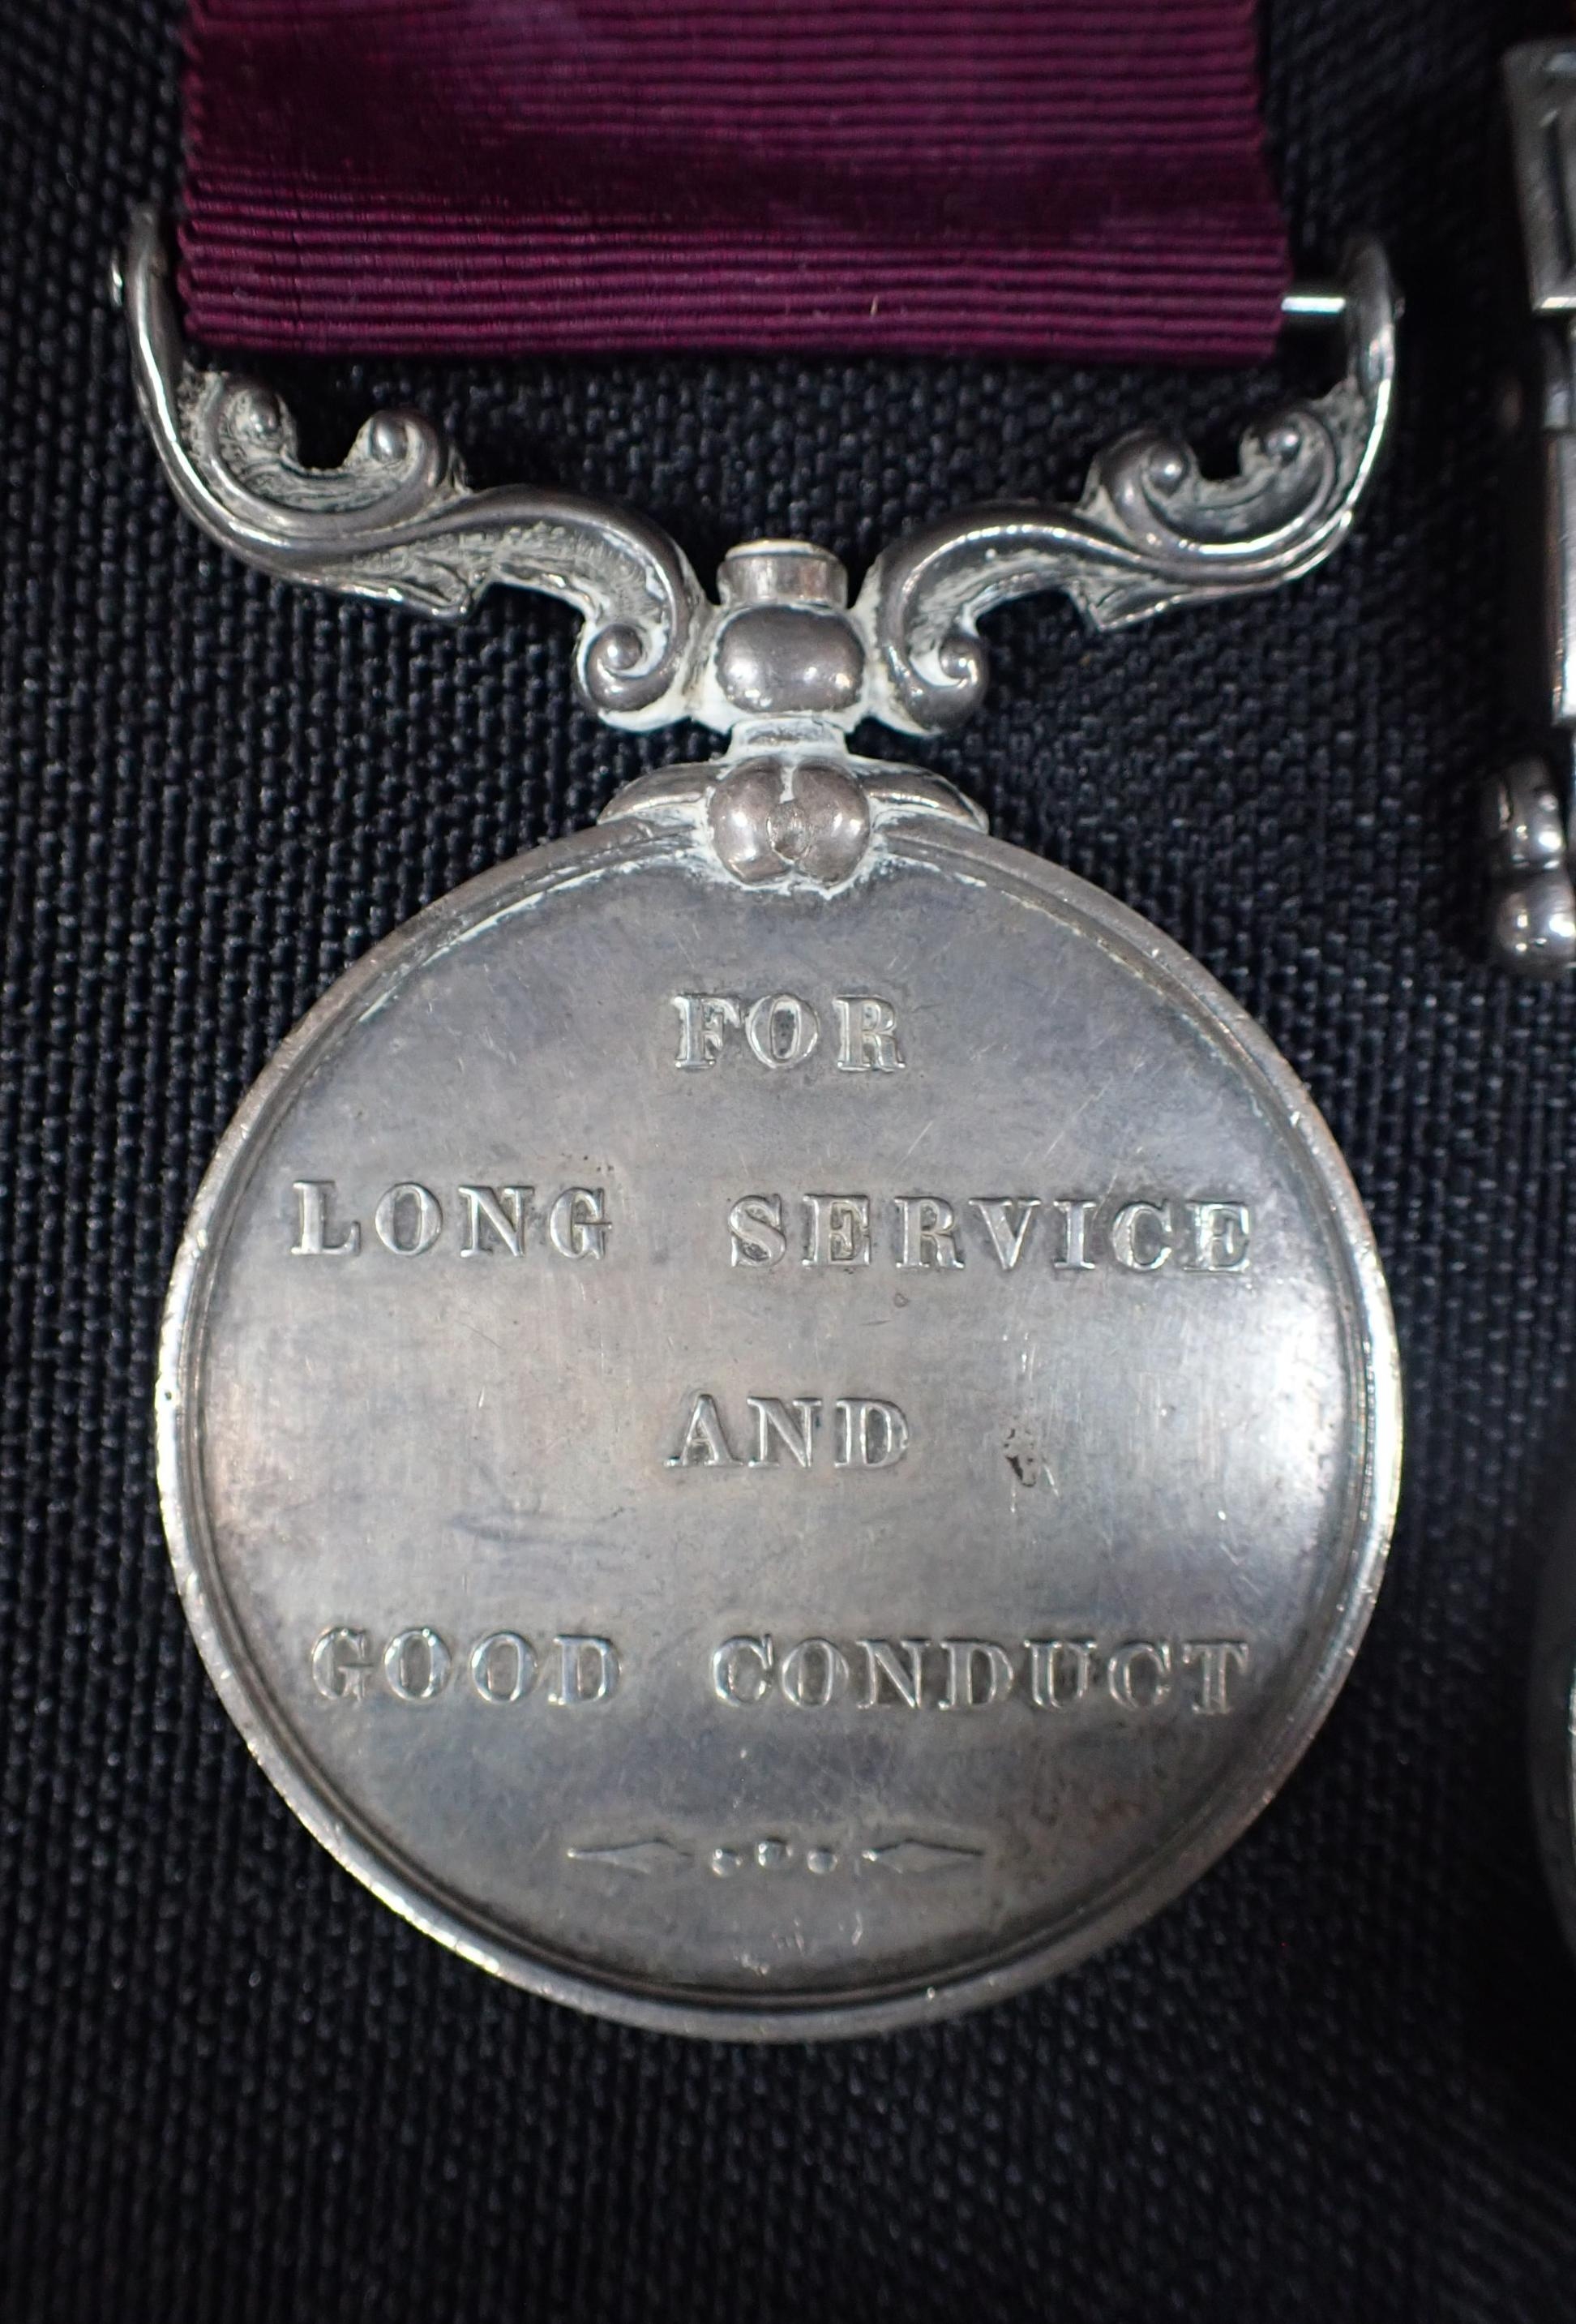 FOR
LONG SERVICE
AND
GOOD CONDUCT